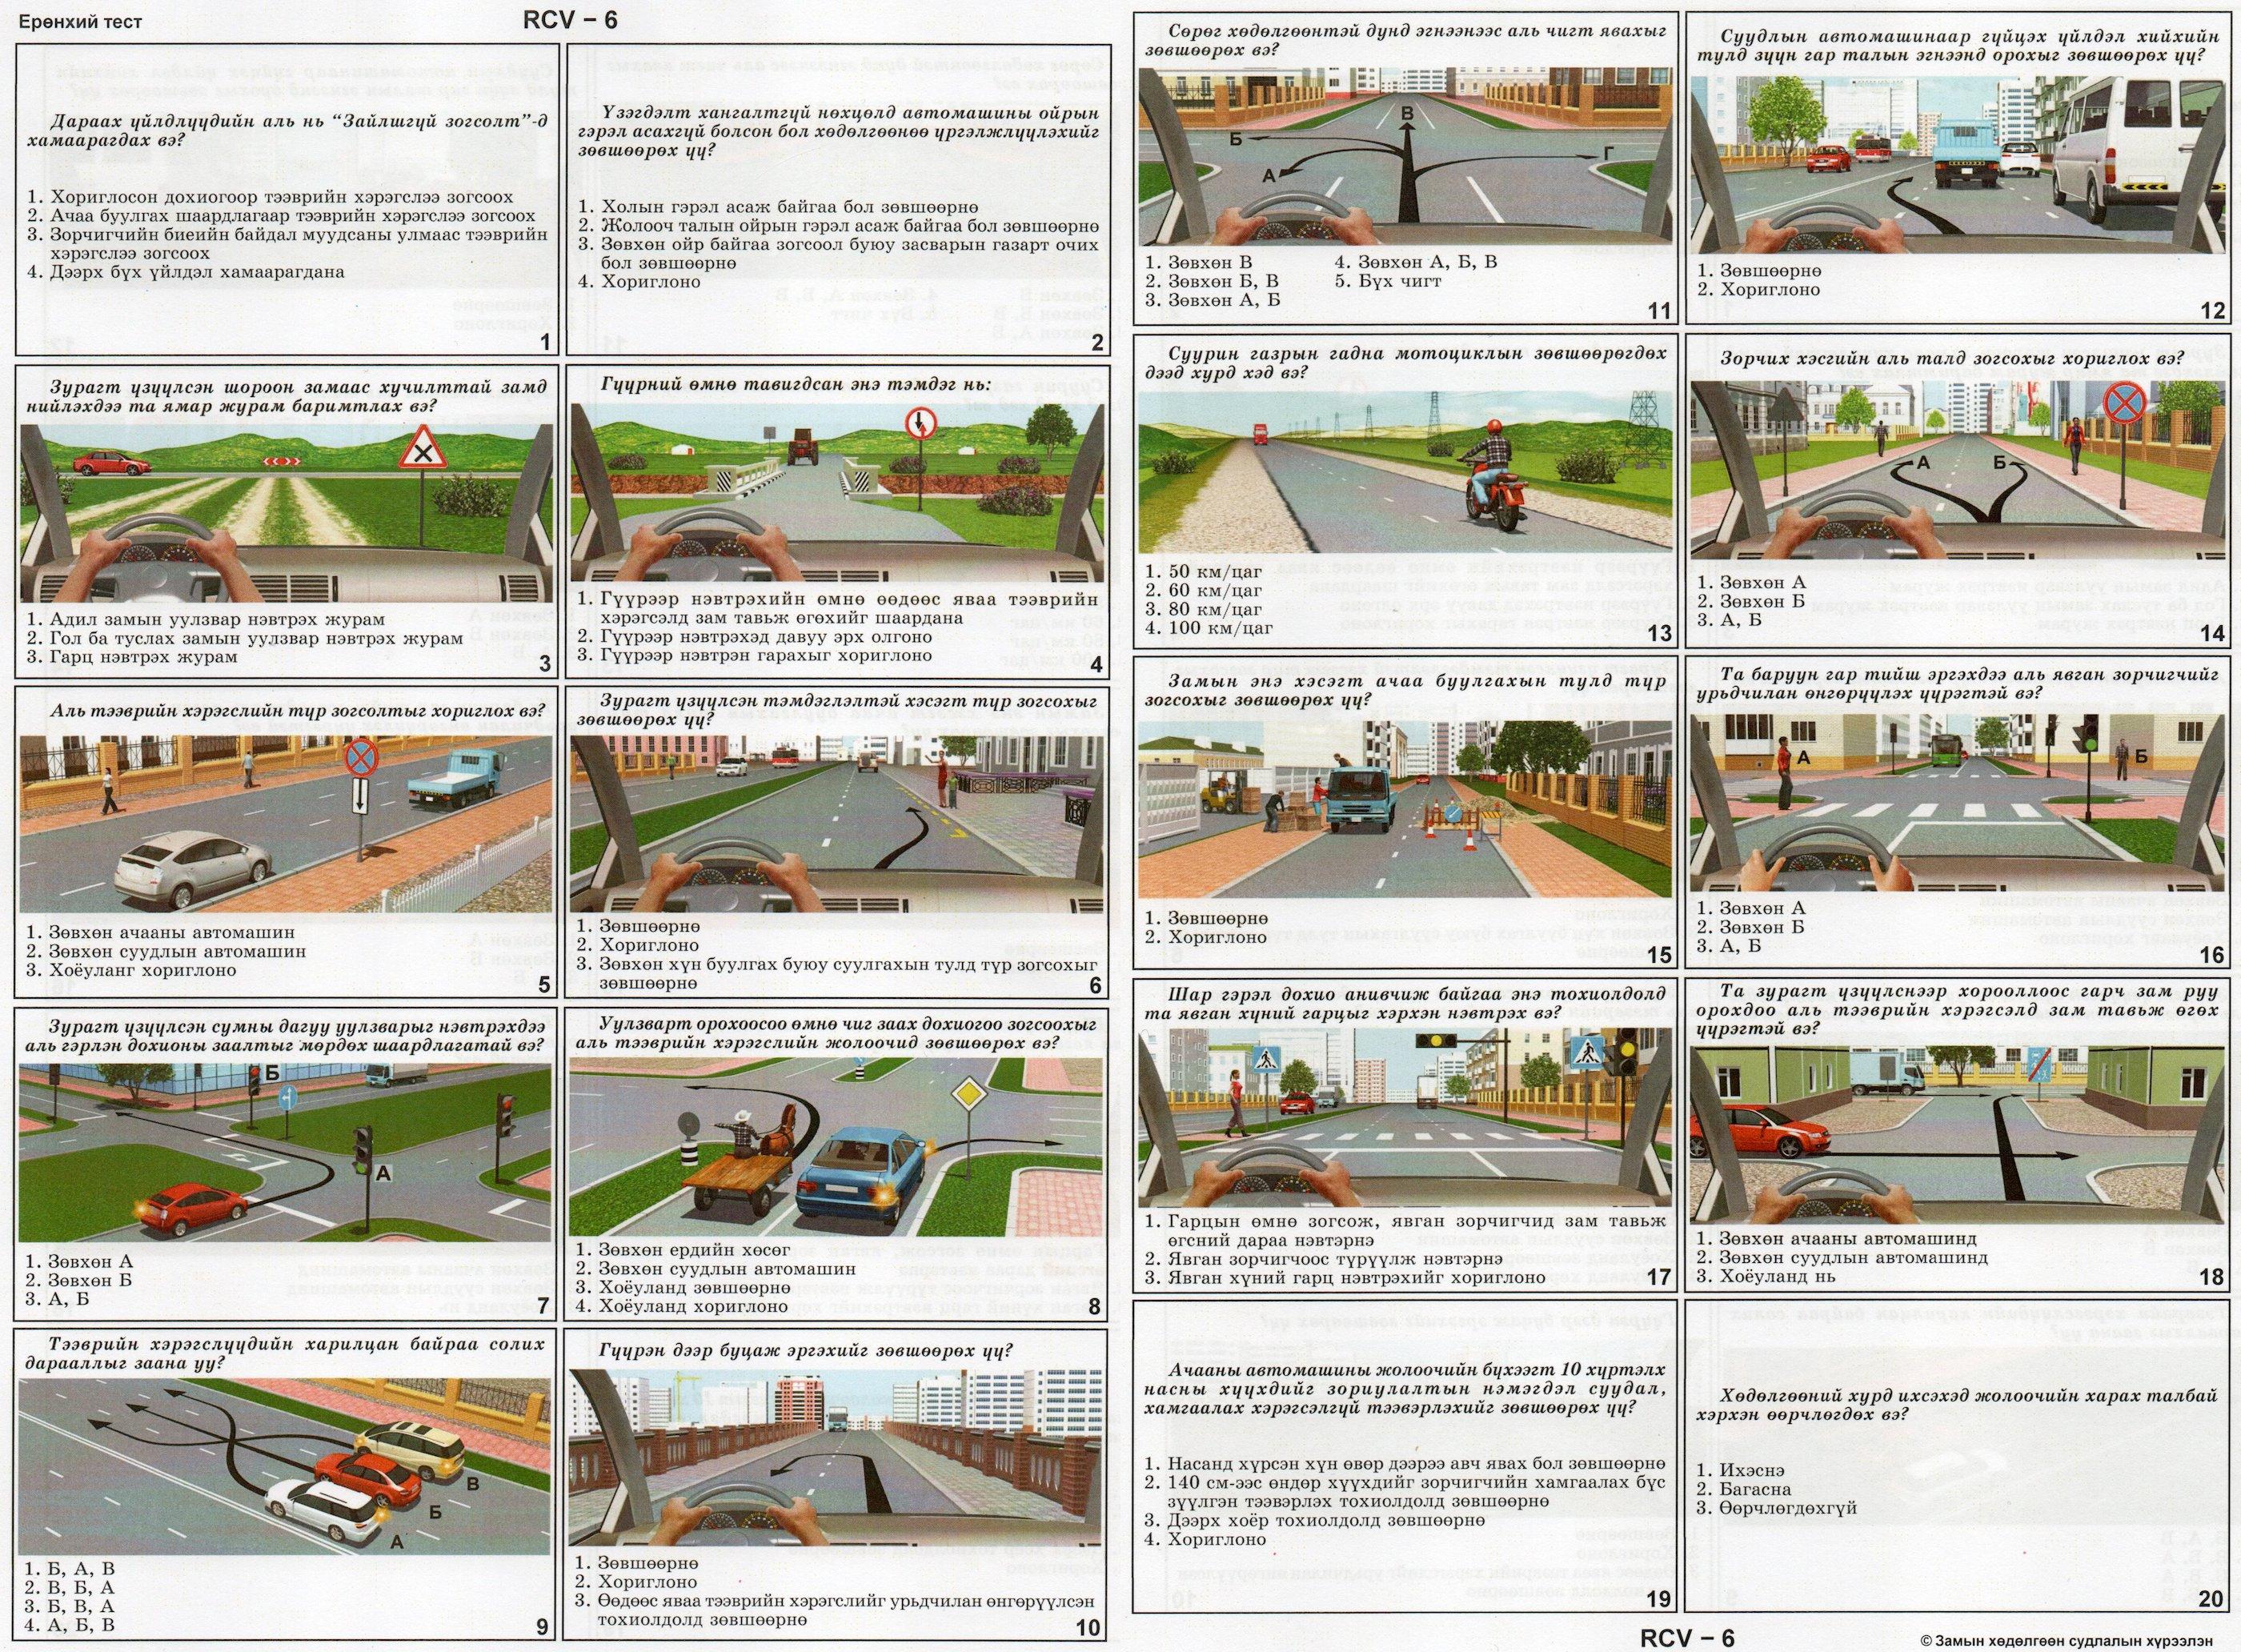 Ерөнхий тест
RCV – 6
Дараах үйлдлүүдийн аль нь “Зайлшгүй зогсолт”-д
хамаарагдах вэ?
1. Хориглосон дохиогоор тээврийн хэрэгслээ зогсоох
2. Ачаа буулгах шаардлагаар тээврийн хэрэгслээ зогсоох
3. Зорчигчийн биеийн байдал муудсаны улмаас тээврийн
хэрэгслээ зогсоох
4. Дээрх бүх үйлдэл хамаарагдана
1
Үзэгдэлт хангалтгүй нөхцөлд автомашины ойрын
гэрэл асахгүй болсон бол хөдөлгөөнөө үргэлжлүүлэхийг
зөвшөөрөх үү?
1. Холын гэрэл асаж байгаа бол зөвшөөрнө
2. Жолооч талын ойрын гэрэл асаж байгаа бол зөвшөөрнө
3. Зөвхөн ойр байгаа зогсоол буюу засварын газарт очих
бол зөвшөөрнө
4. Хориглоно
2
Зурагт үзүүлсэн шороон замаас хучилттай замд
нийлэхдээ та ямар журам баримтлах вэ?
1. Адил замын уулзвар нэвтрэх журам
2. Гол ба туслах замын уулзвар нэвтрэх журам
3. Гарц нэвтрэх журам
3
Гүүрний өмнө тавигдсан энэ тэмдэг нь:
1. Гүүрээр нэвтрэхийн өмнө өөдөөс яваа тээврийн
хэрэгсэлд зам тавьж өгөхийг шаардана
2. Гүүрээр нэвтрэхэд давуу эрх олгоно
3. Гүүрээр нэвтрэн гарахыг хориглоно
4
Аль тээврийн хэрэгслийн түр зогсолтыг хориглох вэ?
1. Зөвхөн ачааны автомашин
2. Зөвхөн суудлын автомашин
3. Хоёуланг хориглоно
5
Зурагт үзүүлсэн тэмдэглэлтэй хэсэгт түр зогсохыг
зөвшөөрөх үү?
1. Зөвшөөрнө
2. Хориглоно
3. Зөвхөн хүн буулгах буюу суулгахын тулд түр зогсохыг
зөвшөөрнө
6
Зурагт үзүүлсэн сумны дагуу уулзварыг нэвтрэхдээ
аль гэрлэн дохионы заалтыг мөрдөх шаардлагатай вэ?
Б
А
1. Зөвхөн А
2. Зөвхөн Б
3. А, Б
7
Уулзварт орохоосоо өмнө чиг заах дохиогоо зогсоохыг
аль тээврийн хэрэгслийн жолоочид зөвшөөрөх вэ?
1. Зөвхөн ердийн хөсөг
2. Зөвхөн суудлын автомашин
3. Хоёуланд зөвшөөрнө
4. Хоёуланд хориглоно
8
Тээврийн хэрэгслүүдийн харилцан байраа солих
дарааллыг заана уу?
В
Б
А
1. Б, А, В
2. В, Б, А
3. Б, В, А
4. А, Б, В
9
Гүүрэн дээр буцаж эргэхийг зөвшөөрөх үү?
1. Зөвшөөрнө
2. Хориглоно
3. Өөдөөс яваа тээврийн хэрэгслийг урьдчилан өнгөрүүлсэн
тохиолдолд зөвшөөрнө
10
Сөрөг хөдөлгөөнтэй дунд эгнээнээс аль чигт явахыг
зөвшөөрөх вэ?
В
Б
Г
А
1. Зөвхөн В
2. Зөвхөн Б, В
3. Зөвхөн А, Б
4. Зөвхөн А, Б, В
5. Бүх чигт
11
Суудлын автомашинаар гүйцэх үйлдэл хийхийн
тулд зүүн гар талын эгнээнд орохыг зөвшөөрөх үү?
1. Зөвшөөрнө
2. Хориглоно
12
Суурин газрын гадна мотоциклын зөвшөөрөгдөх
дээд хурд хэд вэ?
1. 50 км/цаг
2. 60 км/цаг
3. 80 км/цаг
4. 100 км/цаг
13
Зорчих хэсгийн аль талд зогсохыг хориглох вэ?
А Б
1. Зөвхөн А
2. Зөвхөн Б
3. А, Б
14
Замын энэ хэсэгт ачаа буулгахын тулд түр
зогсохыг зөвшөөрөх үү?
1. Зөвшөөрнө
2. Хориглоно
15
Та баруун гар тийш эргэхдээ аль явган зорчигчийг
урьдчилан өнгөрүүлэх үүрэгтэй вэ?
А Б
1. Зөвхөн А
2. Зөвхөн Б
3. А, Б
16
Шар гэрэл дохио анивчиж байгаа энэ тохиолдолд
та явган хүний гарцыг хэрхэн нэвтрэх вэ?
1. Гарцын өмнө зогсож, явган зорчигчид зам тавьж
өгсний дараа нэвтэрнэ
2. Явган зорчигчоос түрүүлж нэвтэрнэ
3. Явган хүний гарц нэвтрэхийг хориглоно
17
Та зурагт үзүүлснээр хорооллоос гарч зам руу
орохдоо аль тээврийн хэрэгсэлд зам тавьж өгөх
үүрэгтэй вэ?
1. Зөвхөн ачааны автомашинд
2. Зөвхөн суудлын автомашинд
3. Хоёуланд нь
18
Ачааны автомашины жолоочийн бүхээгт 10 хүртэлх
насны хүүхдийг зориулалтын нэмэгдэл суудал,
хамгаалах хэрэгсэлгүй тээвэрлэхийг зөвшөөрөх үү?
1. Насанд хүрсэн хүн өвөр дээрээ авч явах бол зөвшөөрнө
2. 140 см-ээс өндөр хүүхдийг зорчигчийн хамгаалах бүс
зүүлгэн тээвэрлэх тохиолдолд зөвшөөрнө
3. Дээрх хоёр тохиолдолд зөвшөөрнө
4. Хориглоно
19
Хөдөлгөөний хурд ихсэхэд жолоочийн харах талбай
хэрхэн өөрчлөгдөх вэ?
1. Ихэснэ
2. Багасна
3. Өөрчлөгдөхгүй
20
RCV – 6
© Замын хөдөлгөөн судлалын хүрээлэн